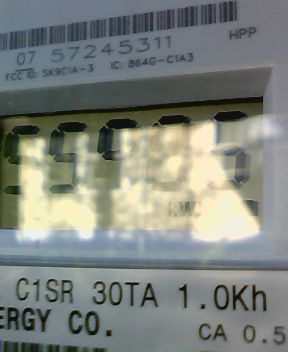 07 57245311
HPP
FCC ID: SK9C1A-3 IC: 864G-C1A3
C1SR 30TA 1.0Kh
ERGY CO.
CA 0.5